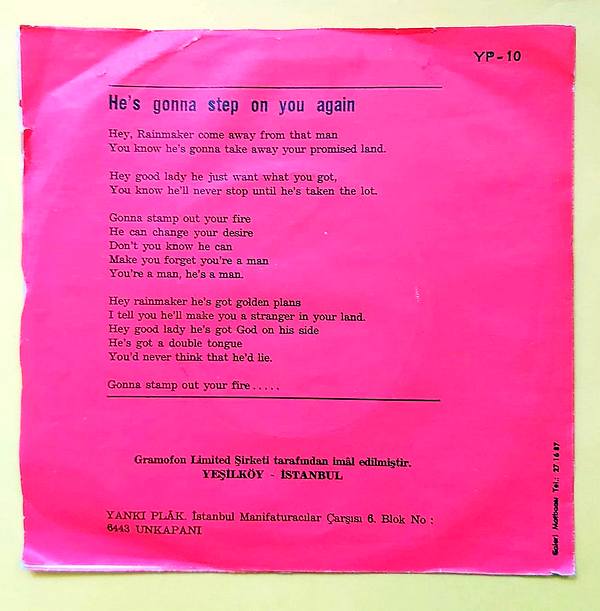 YP-10
He's gonna step on you again
Hey, Rainmaker come away from that man
You know he's gonna take away your promised land.
Hey good lady he just want what you got,
You know he'll never stop until he's taken the lot.
Gonna stamp out your fire
He can change your desire
Don't you know he can
Make you forget you're a man
You're a man, he's a man.
Hey rainmaker he's got golden plans
I tell you he'll make you a stranger in your land.
Hey good lady he's got God on his side
He's got a double tongue
You'd never think that he'd lie.
Gonna stamp out your fire.....
Gramofon Limited Şirketi tarafından imâl edilmiştir.
YEŞİLKÖY - İSTANBUL
YANKI PLÂK. İstanbul Manifaturacılar Çarşısı 6. Blok No :
6443 UNKAPANI
Galeri Matbaası Tel.: 27 16 87